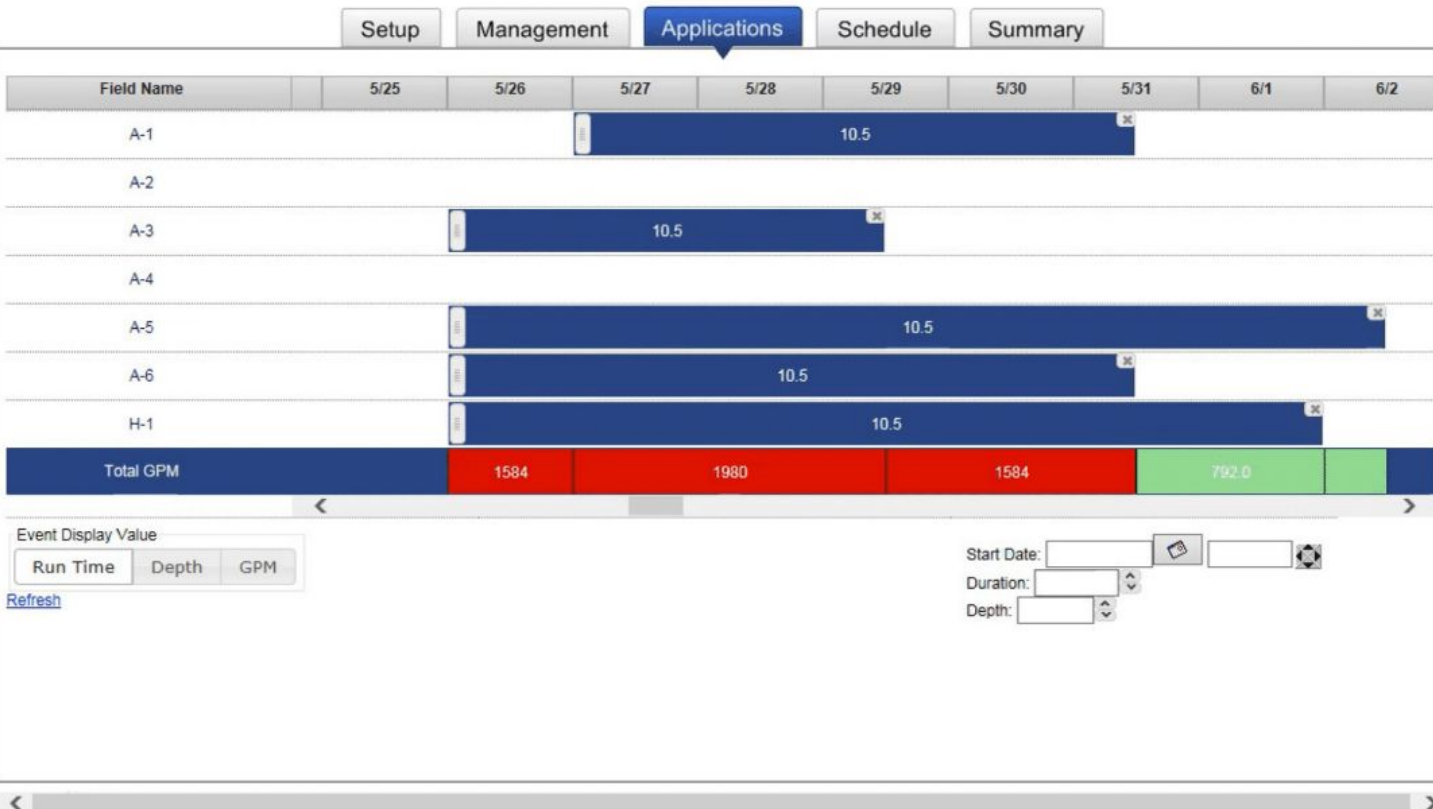 Setup Management Applications Schedule Summary
Field Name 5/25 5/26 5/27 5/28 5/29 5/30 5/31 6/1 6/2
A-1 10.5
A-2
A-3 10.5
A-4
A-5 10.5
A-6 10.5
H-1 10.5
Total GPM 1584 1980 1584 792.0
Event Display Value
Run Time Depth GPM
Refresh
Start Date:
Duration:
Depth: